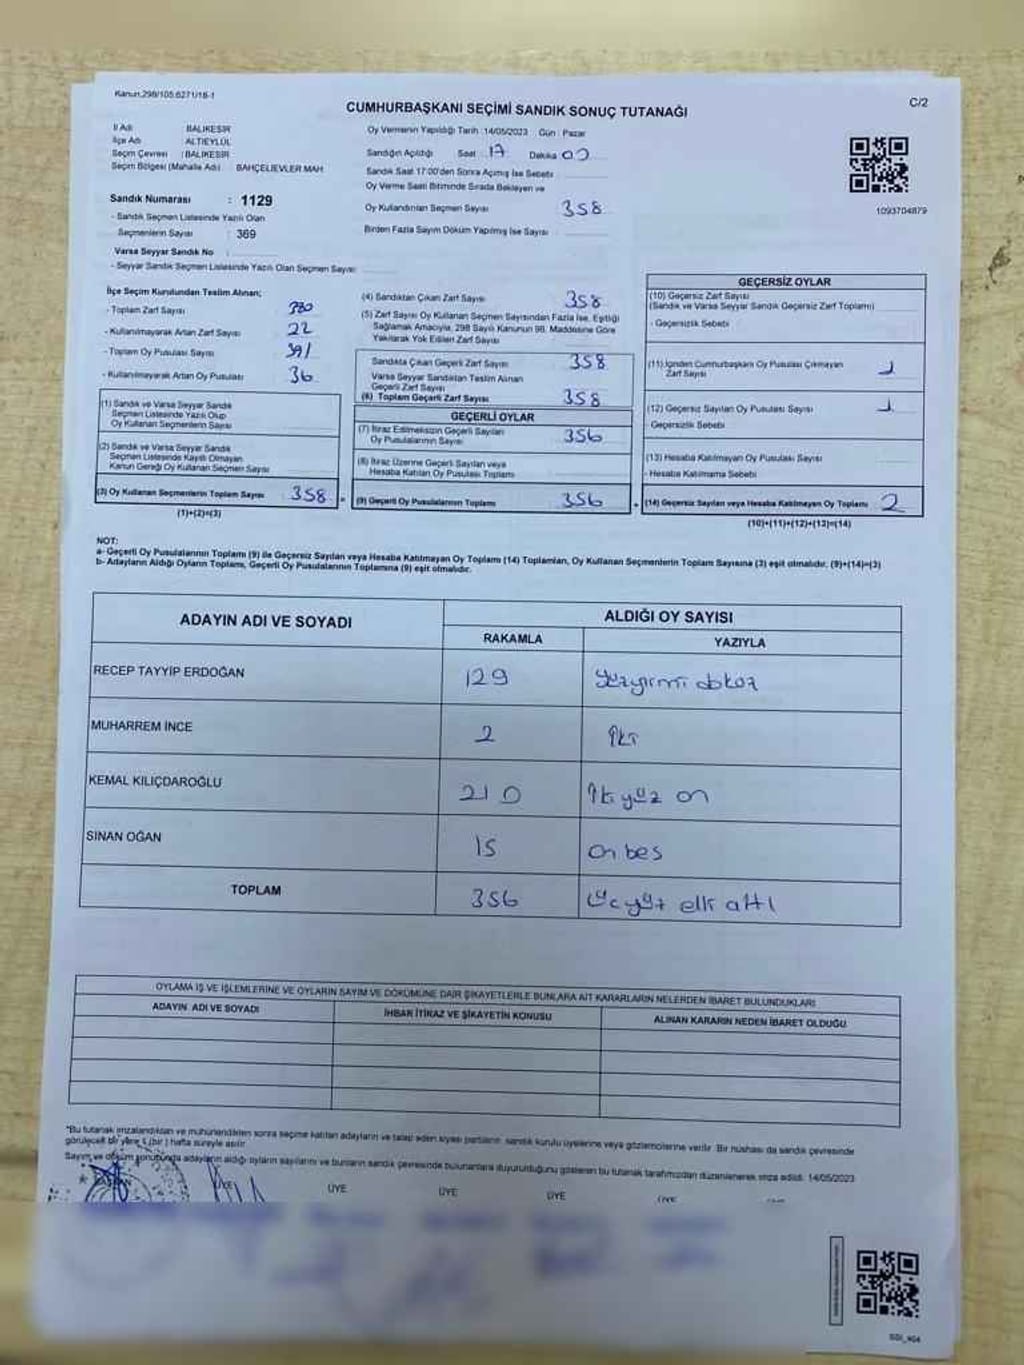 Kanun.298/105.6271/18-1
CUMHURBAŞKANI SEÇİMİ SANDIK SONUÇ TUTANAĞI
C/2
İl Adı : BALIKESİR
İlçe Adı : ALTIEYLÜL
Seçim Çevresi : BALIKESİR
Seçim Bölgesi (Mahalle Adı) BAHÇELİEVLER MAH.
Sandık Numarası : 1129
- Sandık Seçmen Listesinde Yazılı Olan
Seçmenlerin Sayısı : 369
Varsa Seyyar Sandık No :
- Seyyar Sandık Seçmen Listesinde Yazılı Olan Seçmen Sayısı
Oy Vermenin Yapıldığı Tarih :14/05/2023 Gün : Pazar
Sandığın Açıldığı Saat : 17 Dakika 00
Sandık Saat 17:00'den Sonra Açılmış İse Sebebi
Oy Verme Saati Bitiminde Sırada Bekleyen ve
Oy Kullandırılan Seçmen Sayısı 358
Birden Fazla Sayım Döküm Yapılmış İse Sayısı
1093704879
İlçe Seçim Kurulundan Teslim Alınan;
- Toplam Zarf Sayısı 380
- Kullanılmayarak Artan Zarf Sayısı 22
- Toplam Oy Pusulası Sayısı 391
- Kullanılmayarak Artan Oy Pusulası 36
(1) Sandık ve Varsa Seyyar Sandık
Seçmen Listesinde Yazılı Olup
Oy Kullanan Seçmenlerin Sayısı
(2) Sandık ve Varsa Seyyar Sandık
Seçmen Listesinde Kayıtlı Olmayan
Kanun Gereği Oy Kullanan Seçmen Sayısı
(3) Oy Kullanan Seçmenlerin Toplam Sayısı 358
(1)+(2)=(3)
(4) Sandıktan Çıkan Zarf Sayısı 358
(5) Zarf Sayısı Oy Kullanan Seçmen Sayısından Fazla İse, Eşitliği
Sağlamak Amacıyla, 298 Sayılı Kanunun 98. Maddesine Göre
Yakılarak Yok Edilen Zarf Sayısı
Sandıkta Çıkan Geçerli Zarf Sayısı 358
Varsa Seyyar Sandıktan Teslim Alınan
Geçerli Zarf Sayısı
(6) Toplam Geçerli Zarf Sayısı 358
GEÇERLİ OYLAR
(7) İtiraz Edilmeksizin Geçerli Sayılan
Oy Pusulalarının Sayısı 356
(8) İtiraz Üzerine Geçerli Sayılan veya
Hesaba Katılan Oy Pusulası Toplamı
(9) Geçerli Oy Pusulalarının Toplamı 356
GEÇERSİZ OYLAR
(10) Geçersiz Zarf Sayısı
(Sandık ve Varsa Seyyar Sandık Geçersiz Zarf Toplamı)
- Geçersizlik Sebebi
(11) İçinden Cumhurbaşkanı Oy Pusulası Çıkmayan
Zarf Sayısı 1
(12) Geçersiz Sayılan Oy Pusulası Sayısı 1
- Geçersizlik Sebebi
(13) Hesaba Katılmayan Oy Pusulası Sayısı
- Hesaba Katılmama Sebebi
(14) Geçersiz Sayılan veya Hesaba Katılmayan Oy Toplamı 2
(10)+(11)+(12)+(13)=(14)
NOT:
a- Geçerli Oy Pusulalarının Toplamı (9) ile Geçersiz Sayılan veya Hesaba Katılmayan Oy Toplamı (14) Toplamları, Oy Kullanan Seçmenlerin Toplam Sayısına (3) eşit olmalıdır. (9)+(14)=(3)
b- Adayların Aldığı Oyların Toplamı, Geçerli Oy Pusulalarının Toplamına (9) eşit olmalıdır.
ADAYIN ADI VE SOYADI
ALDIĞI OY SAYISI
RAKAMLA YAZIYLA
RECEP TAYYİP ERDOĞAN 129 Yüzyirmi dokuz
MUHARREM İNCE 2 İki
KEMAL KILIÇDAROĞLU 210 İkiyüz on
SİNAN OĞAN 15 onbeş
TOPLAM 356 Üçyüz elli altı
OYLAMA İŞ VE İŞLEMLERİNE VE OYLARIN SAYIM VE DÖKÜMÜNE DAİR ŞİKAYETLERLE BUNLARA AİT KARARLARIN NELERDEN İBARET BULUNDUKLARI
ADAYIN ADI VE SOYADI İHBAR İTİRAZ VE ŞİKAYETİN KONUSU ALINAN KARARIN NEDEN İBARET OLDUĞU
*Bu tutanak imzalandıktan ve mühürlendikten sonra seçime katılan adayların ve talep eden siyasi partilerin sandık kurulu üyelerine veya gözlemcilerine verilir. Bir nüshası da sandık çevresinde
görülecek bir yere 1 (bir) hafta süreyle asılır.
Sayım ve döküm sonucunda adayların aldığı oyların sayılarını ve bunların sandık çevresinde bulunanlara duyurulduğunu gösteren bu tutanak tarafımızdan düzenlenerek imza edildi. 14/05/2023
ÜYE ÜYE ÜYE ÜYE ÜYE